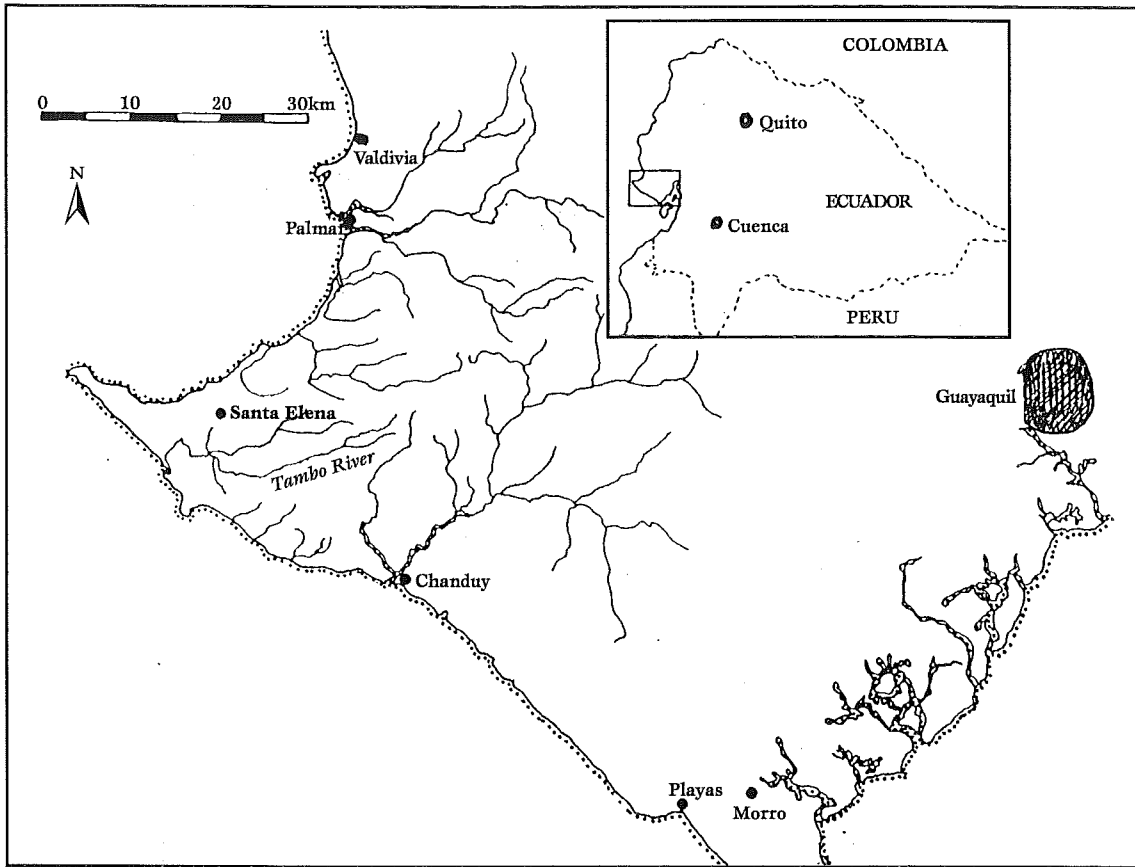 0 10 20 30km
N
Valdivia
Palmar
Santa Elena
Tambo River
Chanduy
Playas
Morro
Guayaquil
COLOMBIA
Quito
ECUADOR
Cuenca
PERU